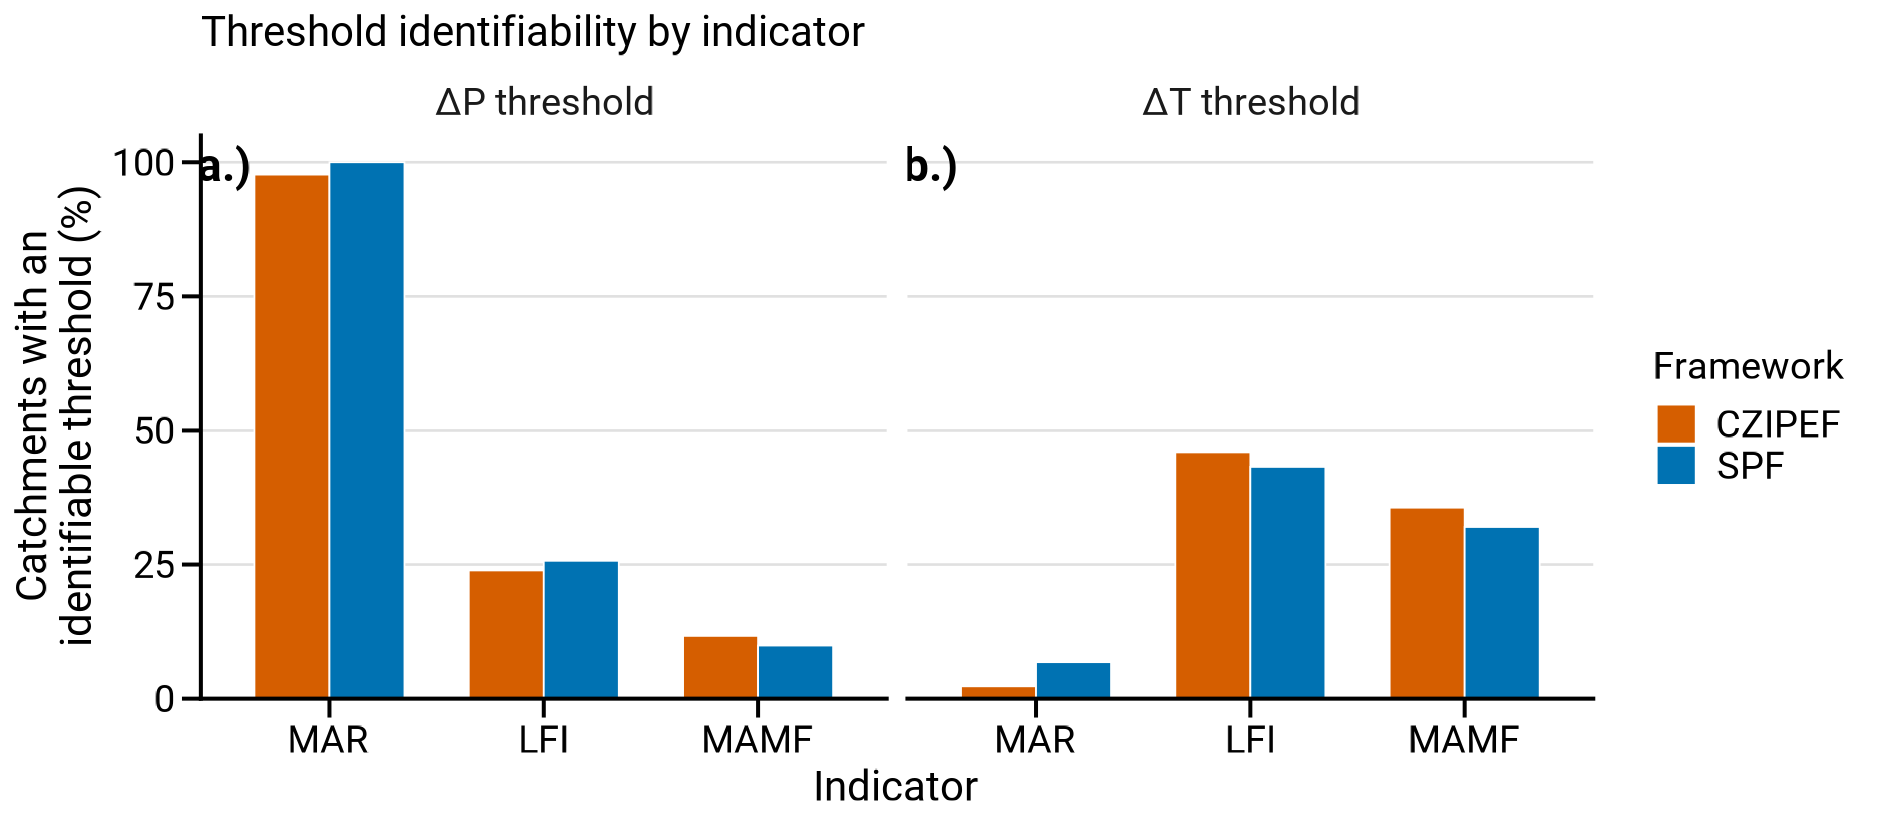 Threshold identifiability by indicator
ΔP threshold
ΔT threshold
a.)
b.)
100
75
50
25
0
Catchments with an
identifiable threshold (%)
MAR
LFI
MAMF
MAR
LFI
MAMF
Indicator
Framework
CZIPEF
SPF